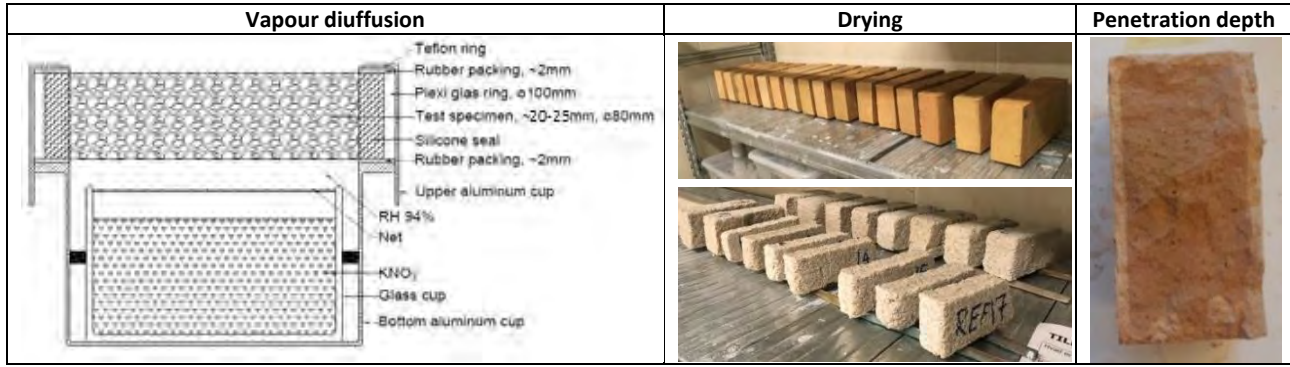 Vapour diuffusion
Drying
Penetration depth
Teflon ring
Rubber packing, ~2mm
Plexi glas ring, ø100mm
Test specimen, ~20-25mm, ø80mm
Silicone seal
Rubber packing, ~2mm
Upper aluminum cup
RH 94%
Net
KNO₃
Glass cup
Bottom aluminum cup
14
REF17
TIL